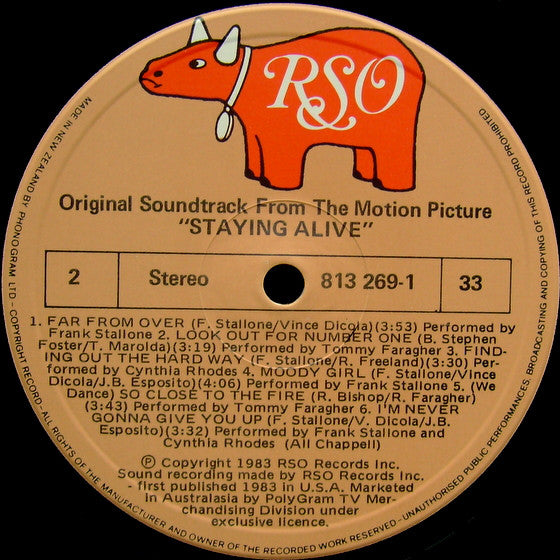 RSO
Original Soundtrack From The Motion Picture
"STAYING ALIVE"
2 Stereo 813 269-1 33
1. FAR FROM OVER (F. Stallone/Vince Dicola)(3:53) Performed by
Frank Stallone 2. LOOK OUT FOR NUMBER ONE (B. Stephen
Foster/T. Marolda)(3:19) Performed by Tommy Faragher 3. FIND-
ING OUT THE HARD WAY (F. Stallone/R. Freeland)(3:30) Perform-
ed by Cynthia Rhodes 4. MOODY GIRL (F. Stallone/Vince
Dicola/J.B. Esposito)(4:06) Performed by Frank Stallone 5. (We
Dance) SO CLOSE TO THE FIRE (R. Bishop/R. Faragher)
(3:43) Performed by Tommy Faragher 6. I'M NEVER
GONNA GIVE YOU UP (F. Stallone/V. Dicola/J.B.
Esposito)(3:32) Performed by Frank Stallone and
Cynthia Rhodes (All Chappell)
Ⓟ Copyright 1983 RSO Records Inc.
Sound recording made by RSO Records Inc.
- first published 1983 in U.S.A. Marketed
in Australasia by PolyGram TV Mer-
chandising Division under
exclusive licence.
MADE IN NEW ZEALAND BY PHONOGRAM LTD - COPYRIGHT RECORD - ALL RIGHTS OF THE MANUFACTURER AND OWNER OF THE RECORDED WORK RESERVED - UNAUTHORISED PUBLIC PERFORMANCES, BROADCASTING AND COPYING OF THIS RECORD PROHIBITED